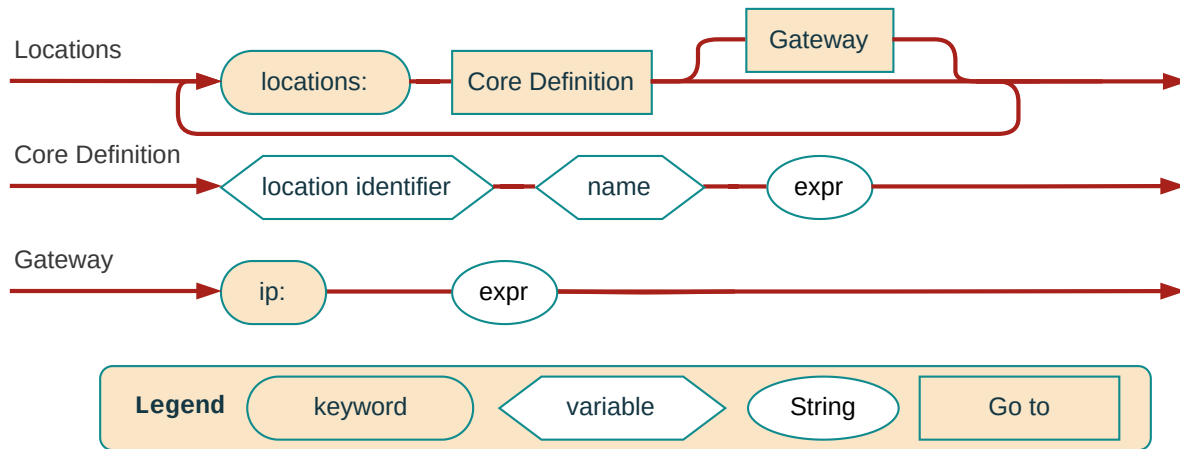 Locations
locations:
Core Definition
Gateway
Core Definition
location identifier
name
expr
Gateway
ip:
expr
Legend
keyword
variable
String
Go to